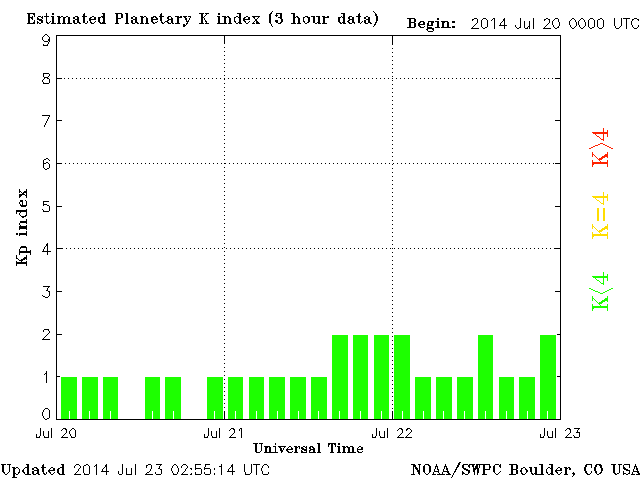 Estimated Planetary K index (3 hour data)
Begin: 2014 Jul 20 0000 UTC
9
8
7
6
5
4
3
2
1
0
Kp index
K>4
K=4
K<4
Jul 20
Jul 21
Jul 22
Jul 23
Universal Time
Updated 2014 Jul 23 02:55:14 UTC
NOAA/SWPC Boulder, CO USA